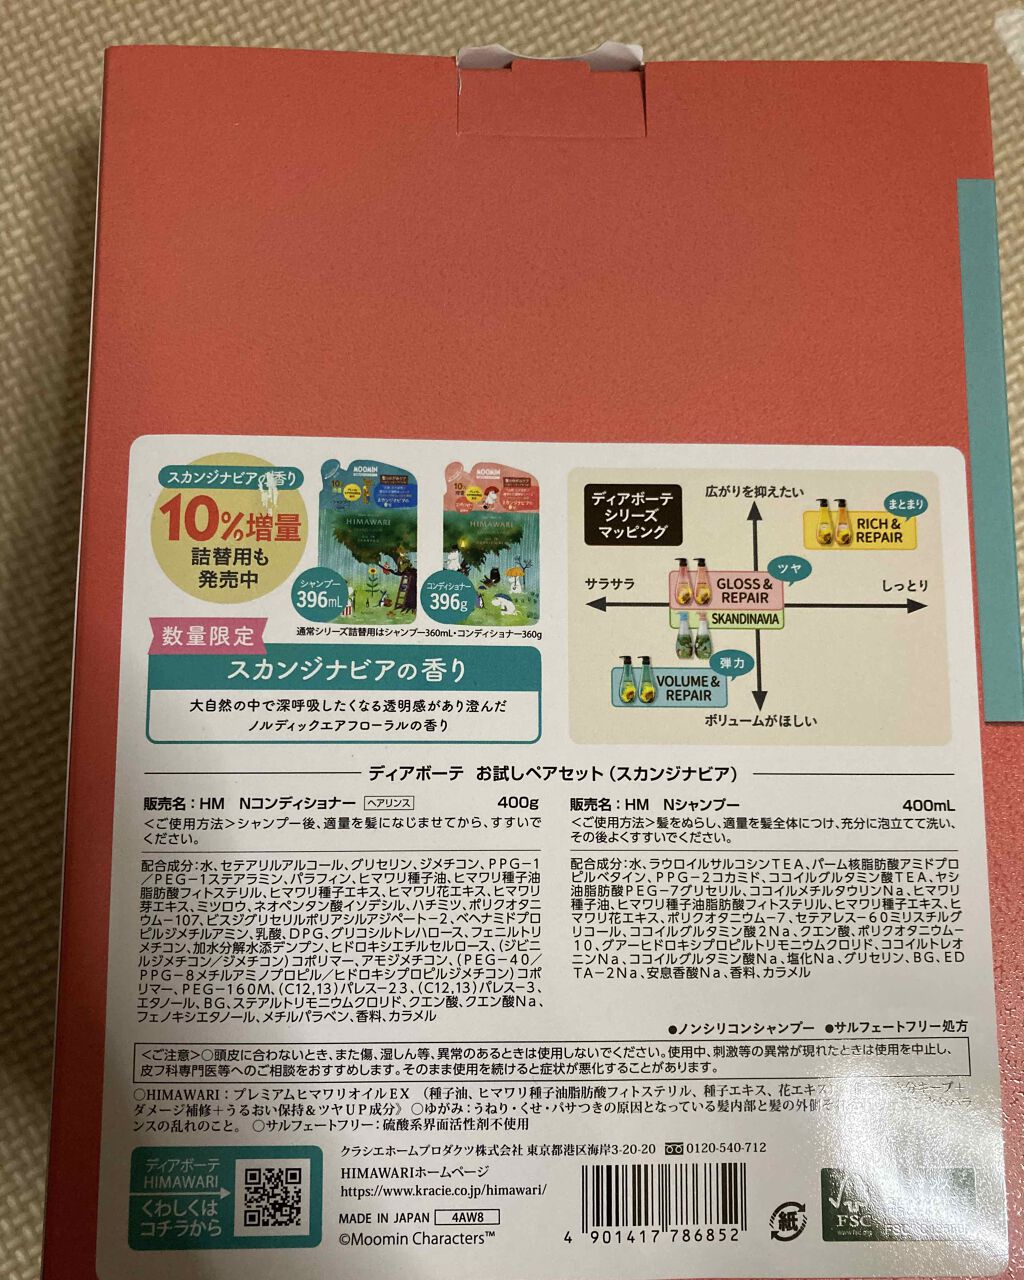 スカンジナビアの香り
10%増量
詰替用も
発売中
MOOMIN
HIMAWARI
シャンプー
396mL
MOOMIN
HIMAWARI
コンディショナー
396g
通常シリーズ詰替用はシャンプー360mL・コンディショナー360g
数量限定
スカンジナビアの香り
大自然の中で深呼吸したくなる透明感があり澄んだ
ノルディックエアフローラルの香り
ディアボーテ
シリーズ
マッピング
広がりを抑えたい
まとまり
RICH &
REPAIR
サラサラ
ツヤ
GLOSS &
REPAIR
しっとり
SKANDINAVIA
弾力
VOLUME &
REPAIR
ボリュームがほしい
ディアボーテ お試しペアセット(スカンジナビア)
販売名:HM Nコンディショナー ヘアリンス 400g
<ご使用方法>シャンプー後、適量を髪になじませてから、すすいで
ください。
配合成分:水、セテアリルアルコール、グリセリン、ジメチコン、PPG-1
/PEG-1ステアラミン、パラフィン、ヒマワリ種子油、ヒマワリ種子油
脂肪酸フィトステリル、ヒマワリ種子エキス、ヒマワリ花エキス、ヒマワリ
芽エキス、ミツロウ、ネオペンタン酸イソデシル、ハチミツ、ポリクオタニ
ウム-107、ビスジグリセリルポリアシルアジペート-2、ベヘナミドプロ
ピルジメチルアミン、乳酸、DPG、グリコシルトレハロース、フェニルトリ
メチコン、加水分解水添デンプン、ヒドロキシエチルセルロース、(ジビニ
ルジメチコン/ジメチコン)コポリマー、アモジメチコン、(PEG-40/
PPG-8メチルアミノプロピル/ヒドロキシプロピルジメチコン)コポ
リマー、PEG-160M、(C12,13)パレス-23、(C12,13)パレス-3、
エタノール、BG、ステアルトリモニウムクロリド、クエン酸、クエン酸Na、
フェノキシエタノール、メチルパラベン、香料、カラメル
販売名:HM Nシャンプー 400mL
<ご使用方法>髪をぬらし、適量を髪全体につけ、充分に泡立てて洗い、
その後よくすすいでください。
配合成分:水、ラウロイルサルコシンTEA、パーム核脂肪酸アミドプロ
ピルベタイン、PPG-2コカミド、ココイルグルタミン酸TEA、ヤシ
油脂肪酸PEG-7グリセリル、ココイルメチルタウリンNa、ヒマワリ
種子油、ヒマワリ種子油脂肪酸フィトステリル、ヒマワリ種子エキス、ヒ
マワリ花エキス、ポリクオタニウム-7、セテアレス-60ミリスチルグ
リコール、ココイルグルタミン酸2Na、クエン酸、ポリクオタニウム-
10、グアーヒドロキシプロピルトリモニウムクロリド、ココイルトレオ
ニンNa、ココイルグルタミン酸Na、塩化Na、グリセリン、BG、ED
TA-2Na、安息香酸Na、香料、カラメル
●ノンシリコンシャンプー ●サルフェートフリー処方
<ご注意>○頭皮に合わないとき、また傷、湿しん等、異常のあるときは使用しないでください。使用中、刺激等の異常が現れたときは使用を中止し、
皮フ科専門医等へのご相談をおすすめします。そのまま使用を続けると症状が悪化することがあります。
○HIMAWARI:プレミアムヒマワリオイルEX (種子油、ヒマワリ種子油脂肪酸フィトステリル、種子エキス、花エキス
ダメージ補修+うるおい保持&ツヤUP成分》 ○ゆがみ:うねり・くせ・パサつきの原因となっている髪内部と髪の外側
ンスの乱れのこと。 ○サルフェートフリー:硫酸系界面活性剤不使用
クラシエホームプロダクツ株式会社 東京都港区海岸3-20-20 0120-540-712
ディアボーテ
HIMAWARI
くわしくは
コチラから
HIMAWARIホームページ
https://www.kracie.co.jp/himawari/
MADE IN JAPAN 4AW8
©Moomin Characters™
4 901417 786852
紙
FSC